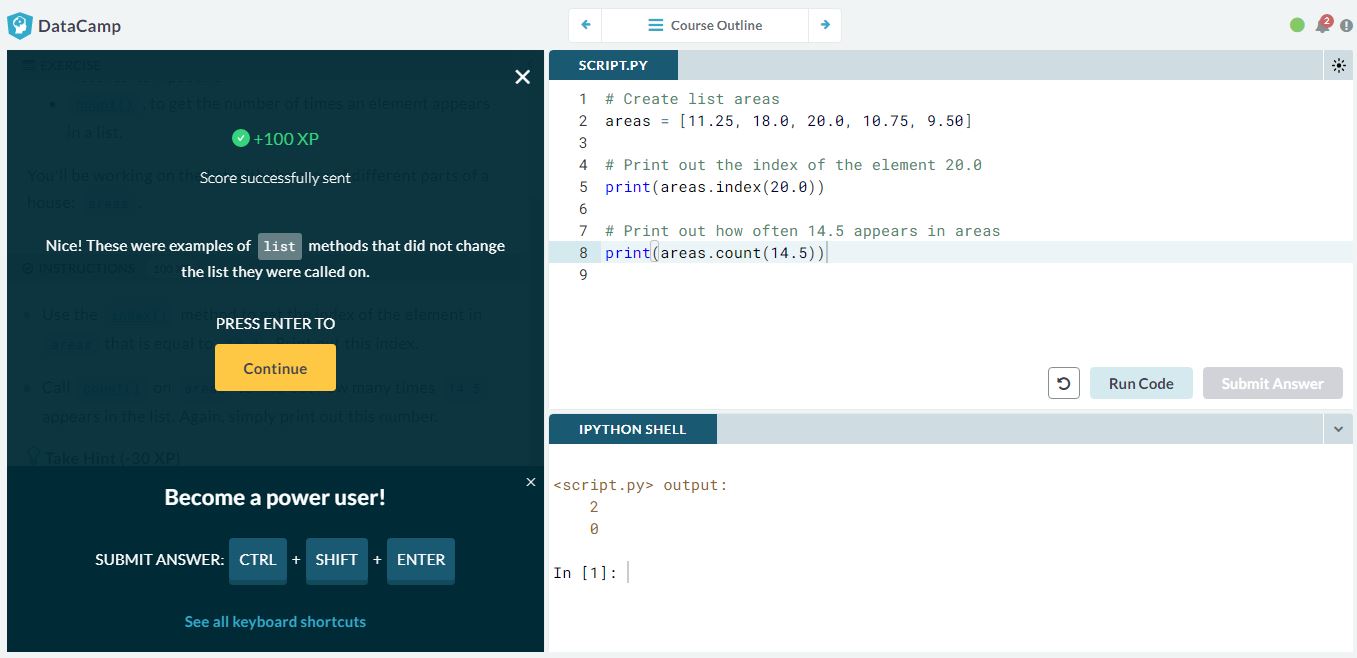 DataCamp
Course Outline
2
EXERCISE
count() , to get the number of times an element appears
in a list.
+100 XP
You'll be working on the different parts of a
Score successfully sent
house: areas .
Nice! These were examples of list methods that did not change
the list they were called on.
INSTRUCTIONS 100
Use the index() method to get the index of the element in
PRESS ENTER TO
areas that is equal to this index.
Continue
Call count() on how many times 14.5
appears in the list. Again, simply print out this number.
Take Hint (-30 XP)
Become a power user!
SUBMIT ANSWER: CTRL + SHIFT + ENTER
See all keyboard shortcuts
SCRIPT.PY
1 # Create list areas
2 areas = [11.25, 18.0, 20.0, 10.75, 9.50]
3
4 # Print out the index of the element 20.0
5 print(areas.index(20.0))
6
7 # Print out how often 14.5 appears in areas
8 print(areas.count(14.5))
9
Run Code
Submit Answer
IPYTHON SHELL
<script.py> output:
2
0
In [1]: